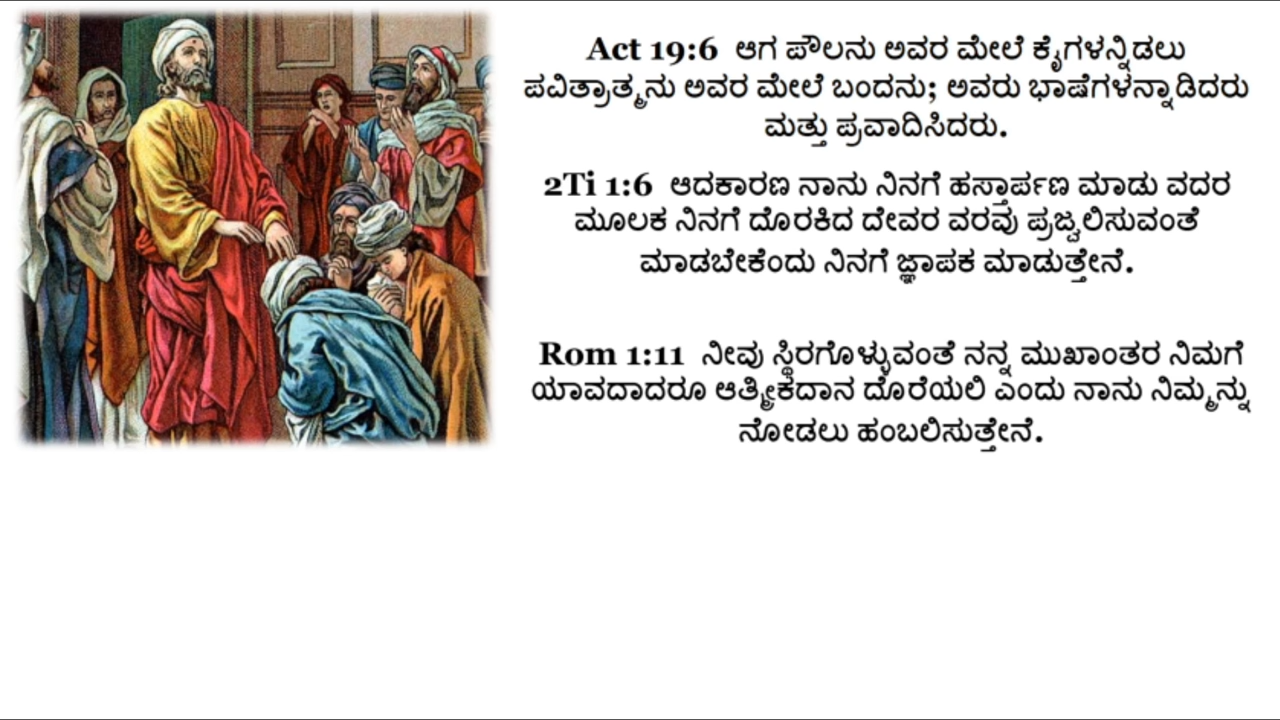 Act 19:6 ಆಗ ಪೌಲನು ಅವರ ಮೇಲೆ ಕೈಗಳನ್ನಿಡಲು
ಪವಿತ್ರಾತ್ಮನು ಅವರ ಮೇಲೆ ಬಂದನು; ಅವರು ಭಾಷೆಗಳನ್ನಾಡಿದರು
ಮತ್ತು ಪ್ರವಾದಿಸಿದರು.
2Ti 1:6 ಆದಕಾರಣ ನಾನು ನಿನಗೆ ಹಸ್ತಾರ್ಪಣ ಮಾಡು ವದರ
ಮೂಲಕ ನಿನಗೆ ದೊರಕಿದ ದೇವರ ವರವು ಪ್ರಜ್ವಲಿಸುವಂತೆ
ಮಾಡಬೇಕೆಂದು ನಿನಗೆ ಜ್ಞಾಪಕ ಮಾಡುತ್ತೇನೆ.
Rom 1:11 ನೀವು ಸ್ಥಿರಗೊಳ್ಳುವಂತೆ ನನ್ನ ಮುಖಾಂತರ ನಿಮಗೆ
ಯಾವದಾದರೂ ಆತ್ಮೀಕದಾನ ದೊರೆಯಲಿ ಎಂದು ನಾನು ನಿಮ್ಮನ್ನು
ನೋಡಲು ಹಂಬಲಿಸುತ್ತೇನೆ.